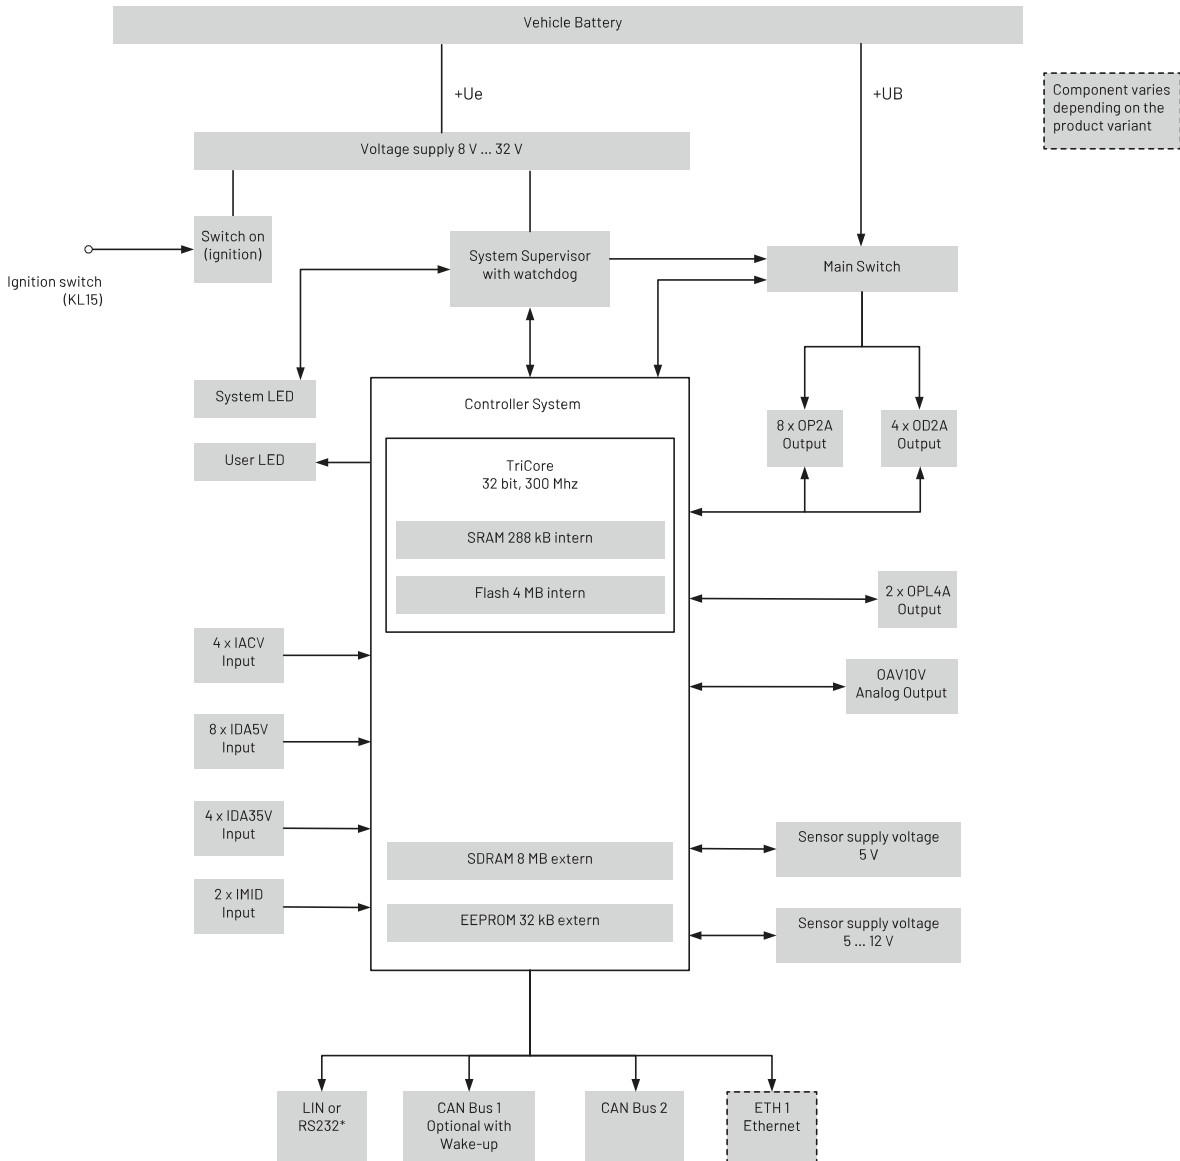 Vehicle Battery
+Ue
+UB
Component varies
depending on the
product variant
Voltage supply 8 V ... 32 V
Switch on
(ignition)
Ignition switch
(KL15)
System Supervisor
with watchdog
Main Switch
System LED
User LED
Controller System
TriCore
32 bit, 300 Mhz
SRAM 288 kB intern
Flash 4 MB intern
8 x OP2A
Output
4 x OD2A
Output
2 x OPL4A
Output
OAV10V
Analog Output
4 x IACV
Input
8 x IDA5V
Input
4 x IDA35V
Input
2 x IMID
Input
SDRAM 8 MB extern
EEPROM 32 kB extern
Sensor supply voltage
5 V
Sensor supply voltage
5 ... 12 V
LIN or
RS232*
CAN Bus 1
Optional with
Wake-up
CAN Bus 2
ETH 1
Ethernet